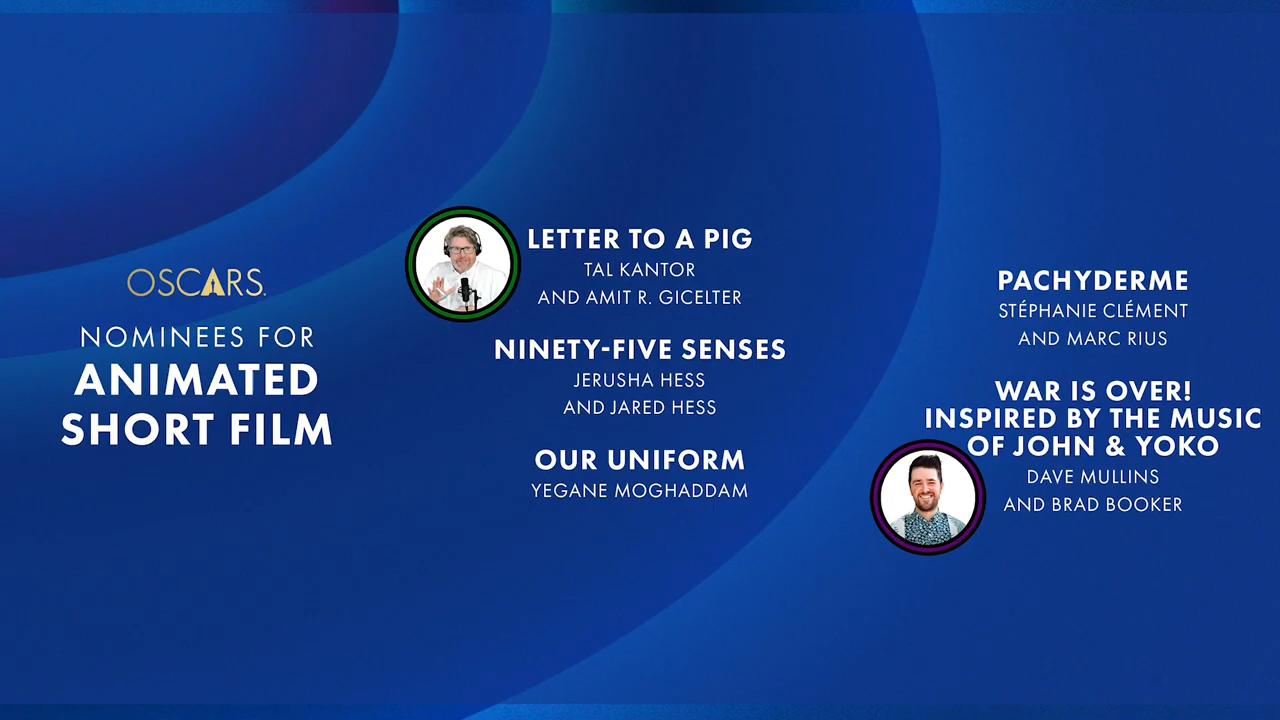 OSCARS.
NOMINEES FOR
ANIMATED
SHORT FILM
LETTER TO A PIG
TAL KANTOR
AND AMIT R. GICELTER
NINETY-FIVE SENSES
JERUSHA HESS
AND JARED HESS
OUR UNIFORM
YEGANE MOGHADDAM
PACHYDERME
STÉPHANIE CLÉMENT
AND MARC RIUS
WAR IS OVER!
INSPIRED BY THE MUSIC
OF JOHN & YOKO
DAVE MULLINS
AND BRAD BOOKER